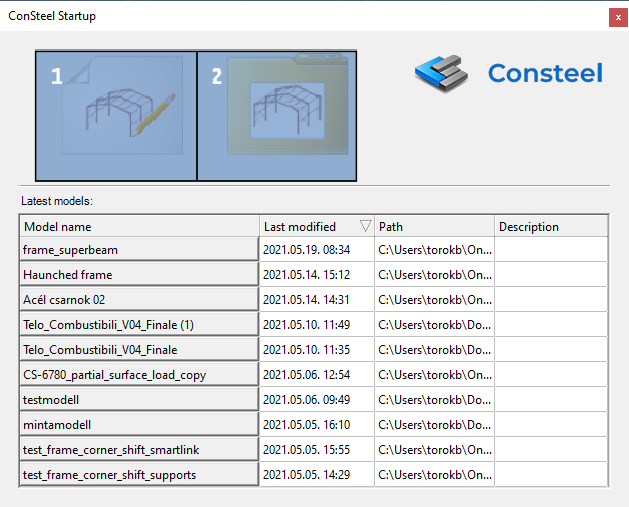 ConSteel Startup
x
1
2
Consteel
Latest models:
Model name Last modified Path Description
frame_superbeam 2021.05.19. 08:34 C:\Users\torokb\On...
Haunched frame 2021.05.14. 15:12 C:\Users\torokb\On...
Acél csarnok 02 2021.05.14. 14:31 C:\Users\torokb\On...
Telo_Combustibili_V04_Finale (1) 2021.05.10. 11:49 C:\Users\torokb\Do...
Telo_Combustibili_V04_Finale 2021.05.10. 11:35 C:\Users\torokb\Do...
CS-6780_partial_surface_load_copy 2021.05.06. 12:54 C:\Users\torokb\On...
testmodell 2021.05.06. 09:49 C:\Users\torokb\Do...
mintamodell 2021.05.05. 16:10 C:\Users\torokb\Do...
test_frame_corner_shift_smartlink 2021.05.05. 15:55 C:\Users\torokb\On...
test_frame_corner_shift_supports 2021.05.05. 14:29 C:\Users\torokb\On...